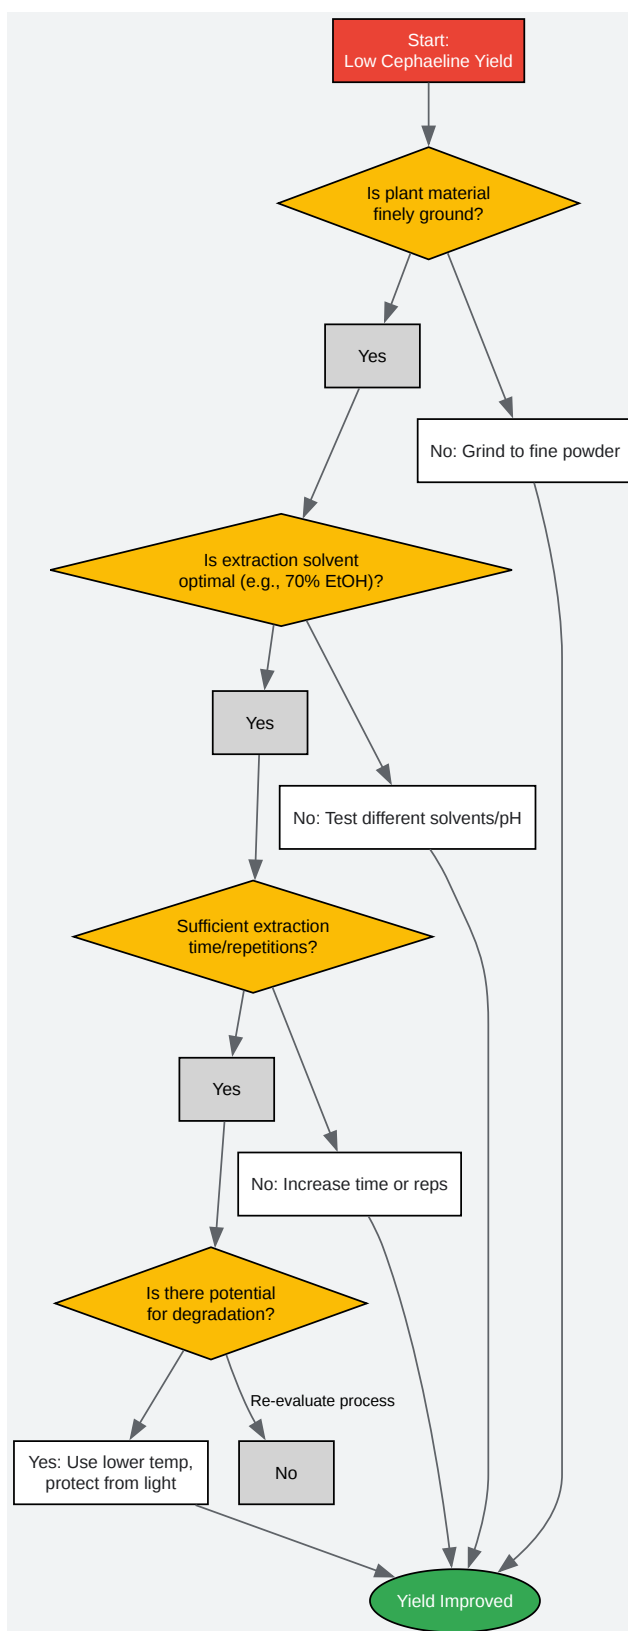 Start:
Low Cephaeline Yield
Is plant material
finely ground?
Yes
No: Grind to fine powder
Is extraction solvent
optimal (e.g., 70% EtOH)?
Yes
No: Test different solvents/pH
Sufficient extraction
time/repetitions?
Yes
No: Increase time or reps
Is there potential
for degradation?
Re-evaluate process
Yes: Use lower temp,
protect from light
No
Yield Improved